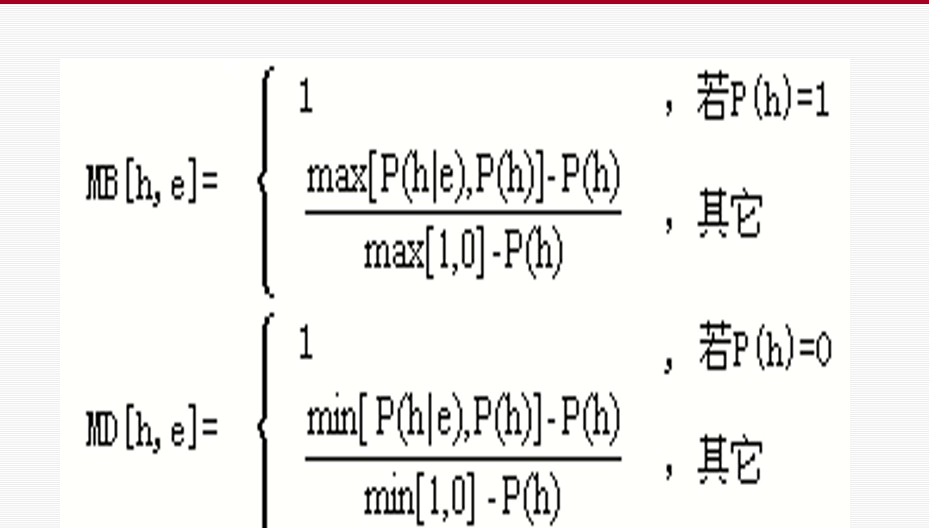 1 , 若P(h)=1
MB[h,e]= max[P(h|e),P(h)]-P(h)
max[1,0]-P(h) , 其它
1 , 若P(h)=0
MD[h,e]= min[ P(h|e),P(h)]-P(h)
min[1,0] -P(h) , 其它